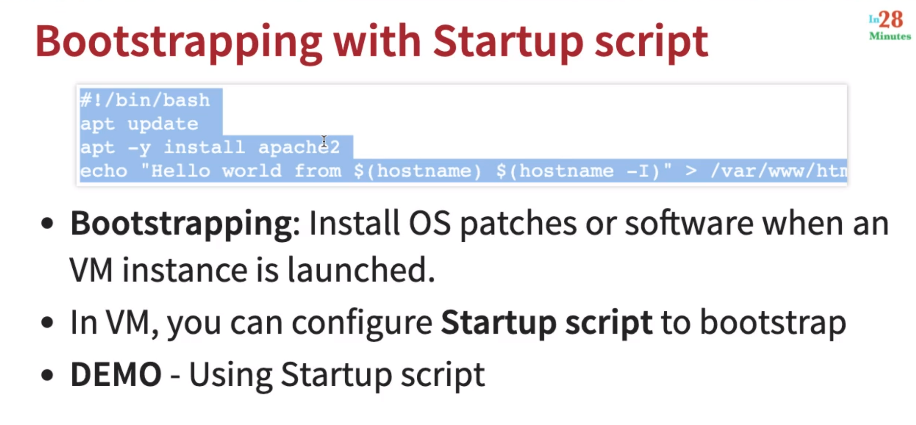 Bootstrapping with Startup script
In28
Minutes
#!/bin/bash
apt update
apt -y install apache2
echo "Hello world from $(hostname) $(hostname -I)" > /var/www/htm
• Bootstrapping: Install OS patches or software when an
VM instance is launched.
• In VM, you can configure Startup script to bootstrap
• DEMO - Using Startup script